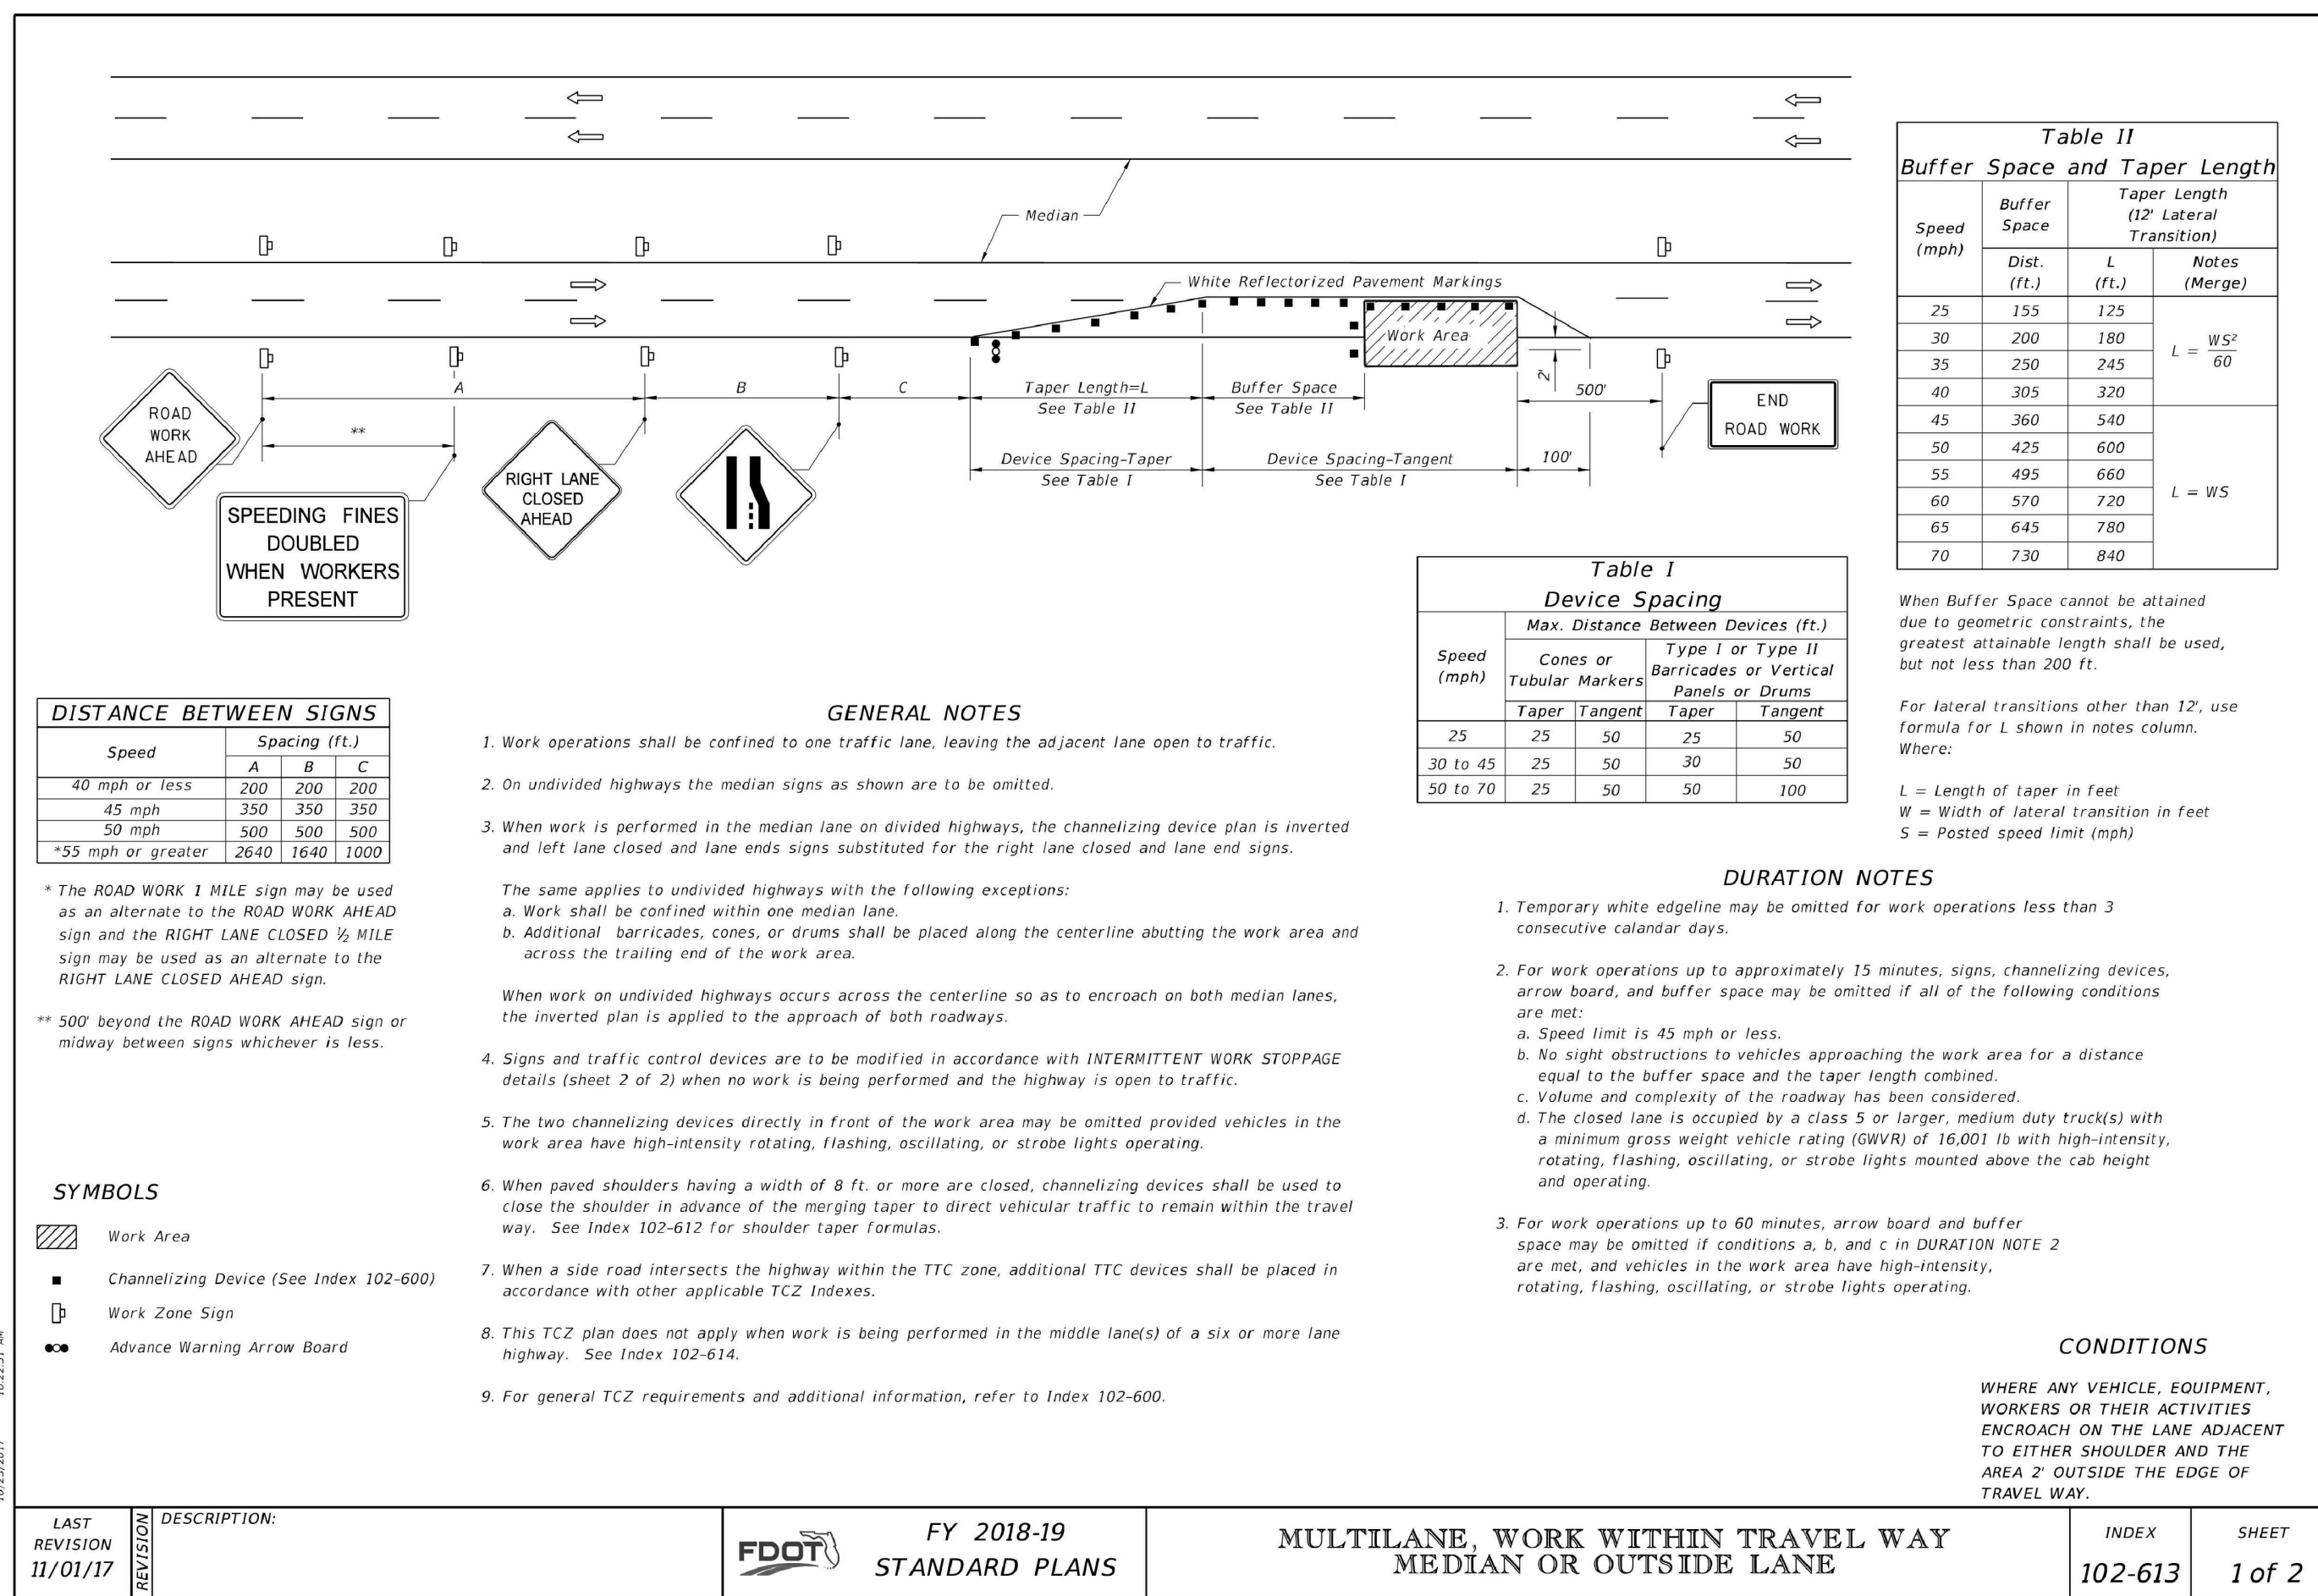 Median
White Reflectorized Pavement Markings
Work Area
A
B
C
Taper Length=L
See Table II
Buffer Space
See Table II
2'
500'
**
Device Spacing-Taper
See Table I
Device Spacing-Tangent
See Table I
100'
ROAD
WORK
AHEAD
SPEEDING FINES
DOUBLED
WHEN WORKERS
PRESENT
RIGHT LANE
CLOSED
AHEAD
END
ROAD WORK
Table II
Buffer Space and Taper Length
Speed
(mph)
Buffer
Space
Taper Length
(12' Lateral
Transition)
Dist.
(ft.)
L
(ft.)
Notes
(Merge)
25 155 125
30 200 180
35 250 245
40 305 320
L = WS²
60
45 360 540
50 425 600
55 495 660
60 570 720
65 645 780
70 730 840
L = WS
When Buffer Space cannot be attained
due to geometric constraints, the
greatest attainable length shall be used,
but not less than 200 ft.
For lateral transitions other than 12', use
formula for L shown in notes column.
Where:
L = Length of taper in feet
W = Width of lateral transition in feet
S = Posted speed limit (mph)
Table I
Device Spacing
Speed
(mph)
Max. Distance Between Devices (ft.)
Cones or
Tubular Markers
Type I or Type II
Barricades or Vertical
Panels or Drums
Taper Tangent Taper Tangent
25 25 50 25 50
30 to 45 25 50 30 50
50 to 70 25 50 50 100
DISTANCE BETWEEN SIGNS
Speed
Spacing (ft.)
A B C
40 mph or less 200 200 200
45 mph 350 350 350
50 mph 500 500 500
*55 mph or greater 2640 1640 1000
* The ROAD WORK 1 MILE sign may be used
as an alternate to the ROAD WORK AHEAD
sign and the RIGHT LANE CLOSED ½ MILE
sign may be used as an alternate to the
RIGHT LANE CLOSED AHEAD sign.
** 500' beyond the ROAD WORK AHEAD sign or
midway between signs whichever is less.
SYMBOLS
Work Area
Channelizing Device (See Index 102-600)
Work Zone Sign
Advance Warning Arrow Board
GENERAL NOTES
1. Work operations shall be confined to one traffic lane, leaving the adjacent lane open to traffic.
2. On undivided highways the median signs as shown are to be omitted.
3. When work is performed in the median lane on divided highways, the channelizing device plan is inverted
and left lane closed and lane ends signs substituted for the right lane closed and lane end signs.
The same applies to undivided highways with the following exceptions:
a. Work shall be confined within one median lane.
b. Additional barricades, cones, or drums shall be placed along the centerline abutting the work area and
across the trailing end of the work area.
When work on undivided highways occurs across the centerline so as to encroach on both median lanes,
the inverted plan is applied to the approach of both roadways.
4. Signs and traffic control devices are to be modified in accordance with INTERMITTENT WORK STOPPAGE
details (sheet 2 of 2) when no work is being performed and the highway is open to traffic.
5. The two channelizing devices directly in front of the work area may be omitted provided vehicles in the
work area have high-intensity rotating, flashing, oscillating, or strobe lights operating.
6. When paved shoulders having a width of 8 ft. or more are closed, channelizing devices shall be used to
close the shoulder in advance of the merging taper to direct vehicular traffic to remain within the travel
way. See Index 102-612 for shoulder taper formulas.
7. When a side road intersects the highway within the TTC zone, additional TTC devices shall be placed in
accordance with other applicable TCZ Indexes.
8. This TCZ plan does not apply when work is being performed in the middle lane(s) of a six or more lane
highway. See Index 102-614.
9. For general TCZ requirements and additional information, refer to Index 102-600.
DURATION NOTES
1. Temporary white edgeline may be omitted for work operations less than 3
consecutive calandar days.
2. For work operations up to approximately 15 minutes, signs, channelizing devices,
arrow board, and buffer space may be omitted if all of the following conditions
are met:
a. Speed limit is 45 mph or less.
b. No sight obstructions to vehicles approaching the work area for a distance
equal to the buffer space and the taper length combined.
c. Volume and complexity of the roadway has been considered.
d. The closed lane is occupied by a class 5 or larger, medium duty truck(s) with
a minimum gross weight vehicle rating (GWVR) of 16,001 lb with high-intensity,
rotating, flashing, oscillating, or strobe lights mounted above the cab height
and operating.
3. For work operations up to 60 minutes, arrow board and buffer
space may be omitted if conditions a, b, and c in DURATION NOTE 2
are met, and vehicles in the work area have high-intensity,
rotating, flashing, oscillating, or strobe lights operating.
CONDITIONS
WHERE ANY VEHICLE, EQUIPMENT,
WORKERS OR THEIR ACTIVITIES
ENCROACH ON THE LANE ADJACENT
TO EITHER SHOULDER AND THE
AREA 2' OUTSIDE THE EDGE OF
TRAVEL WAY.
LAST
REVISION
11/01/17
REVISION
DESCRIPTION:
FDOT
FY 2018-19
STANDARD PLANS
MULTILANE, WORK WITHIN TRAVEL WAY
MEDIAN OR OUTSIDE LANE
INDEX
102-613
SHEET
1 of 2